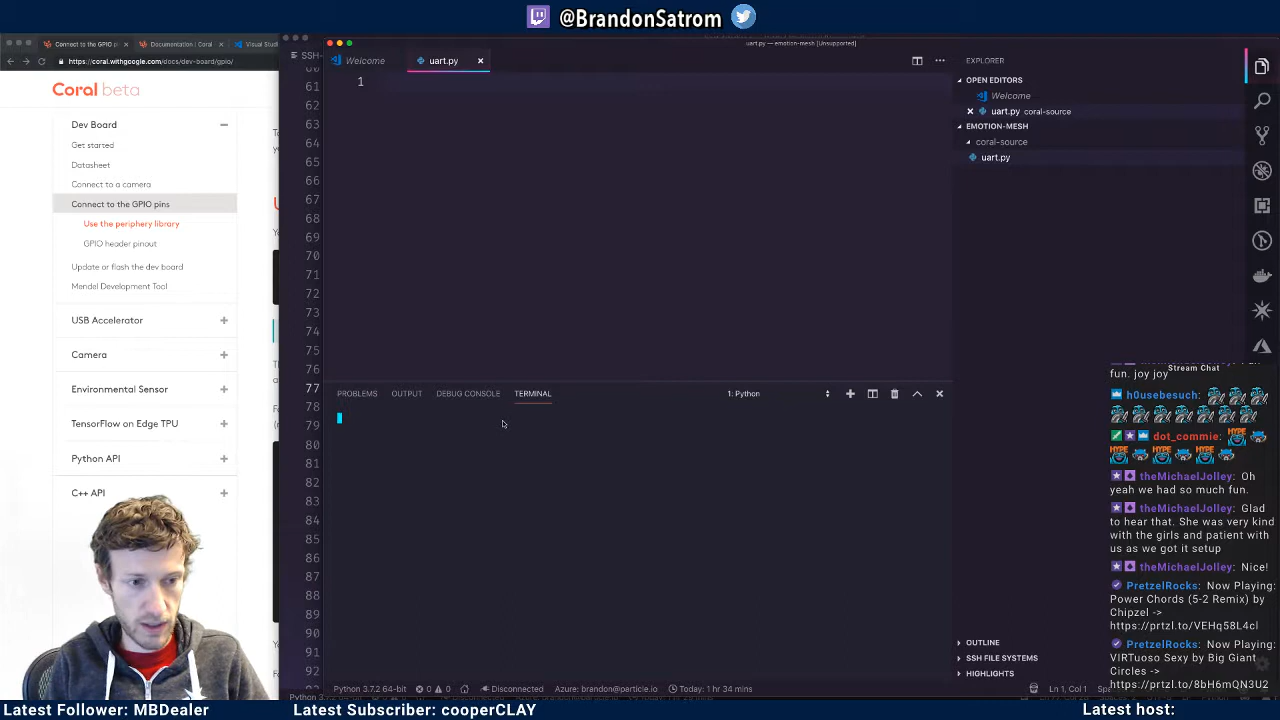 @BrandonSatrom
Connect to the GPIO pi
Documentation | Coral
Visual Stud
https://coral.withgoogle.com/docs/dev-board/gpio/
Coral beta
Dev Board
Get started
Datasheet
Connect to a camera
Connect to the GPIO pins
Use the periphery library
GPIO header pinout
Update or flash the dev board
Mendel Development Tool
USB Accelerator
Camera
Environmental Sensor
TensorFlow on Edge TPU
Python API
C++ API
SSH-
61
62
63
64
65
66
67
68
69
70
71
72
73
74
75
76
77
78
79
80
81
82
83
84
85
86
87
88
89
90
91
92
uart.py — emotion-mesh [Unsupported]
Welcome
uart.py
1
PROBLEMS
OUTPUT
DEBUG CONSOLE
TERMINAL
1: Python
EXPLORER
OPEN EDITORS
Welcome
uart.py coral-source
EMOTION-MESH
coral-source
uart.py
OUTLINE
SSH FILE SYSTEMS
HIGHLIGHTS
Python 3.7.2 64-bit
0
0
Disconnected
Azure: brandon@particle.io
Today: 1 hr 34 mins
Ln 1, Col 1
Stream Chat
fun. joy joy
h0usebesuch:
dot_commie:
theMichaelJolley: Oh
yeah we had so much fun.
theMichaelJolley: Glad
to hear that. She was very kind
with the girls and patient with
us as we got it setup
theMichaelJolley: Nice!
PretzelRocks: Now Playing:
Power Chords (5-2 Remix) by
Chipzel ->
https://prtzl.to/VEHq58L4cl
PretzelRocks: Now Playing:
VIRTuoso Sexy by Big Giant
Circles ->
https://prtzl.to/8bH6mQN3U2
Latest Follower: MBDealer
Latest Subscriber: cooperCLAY
Latest host: